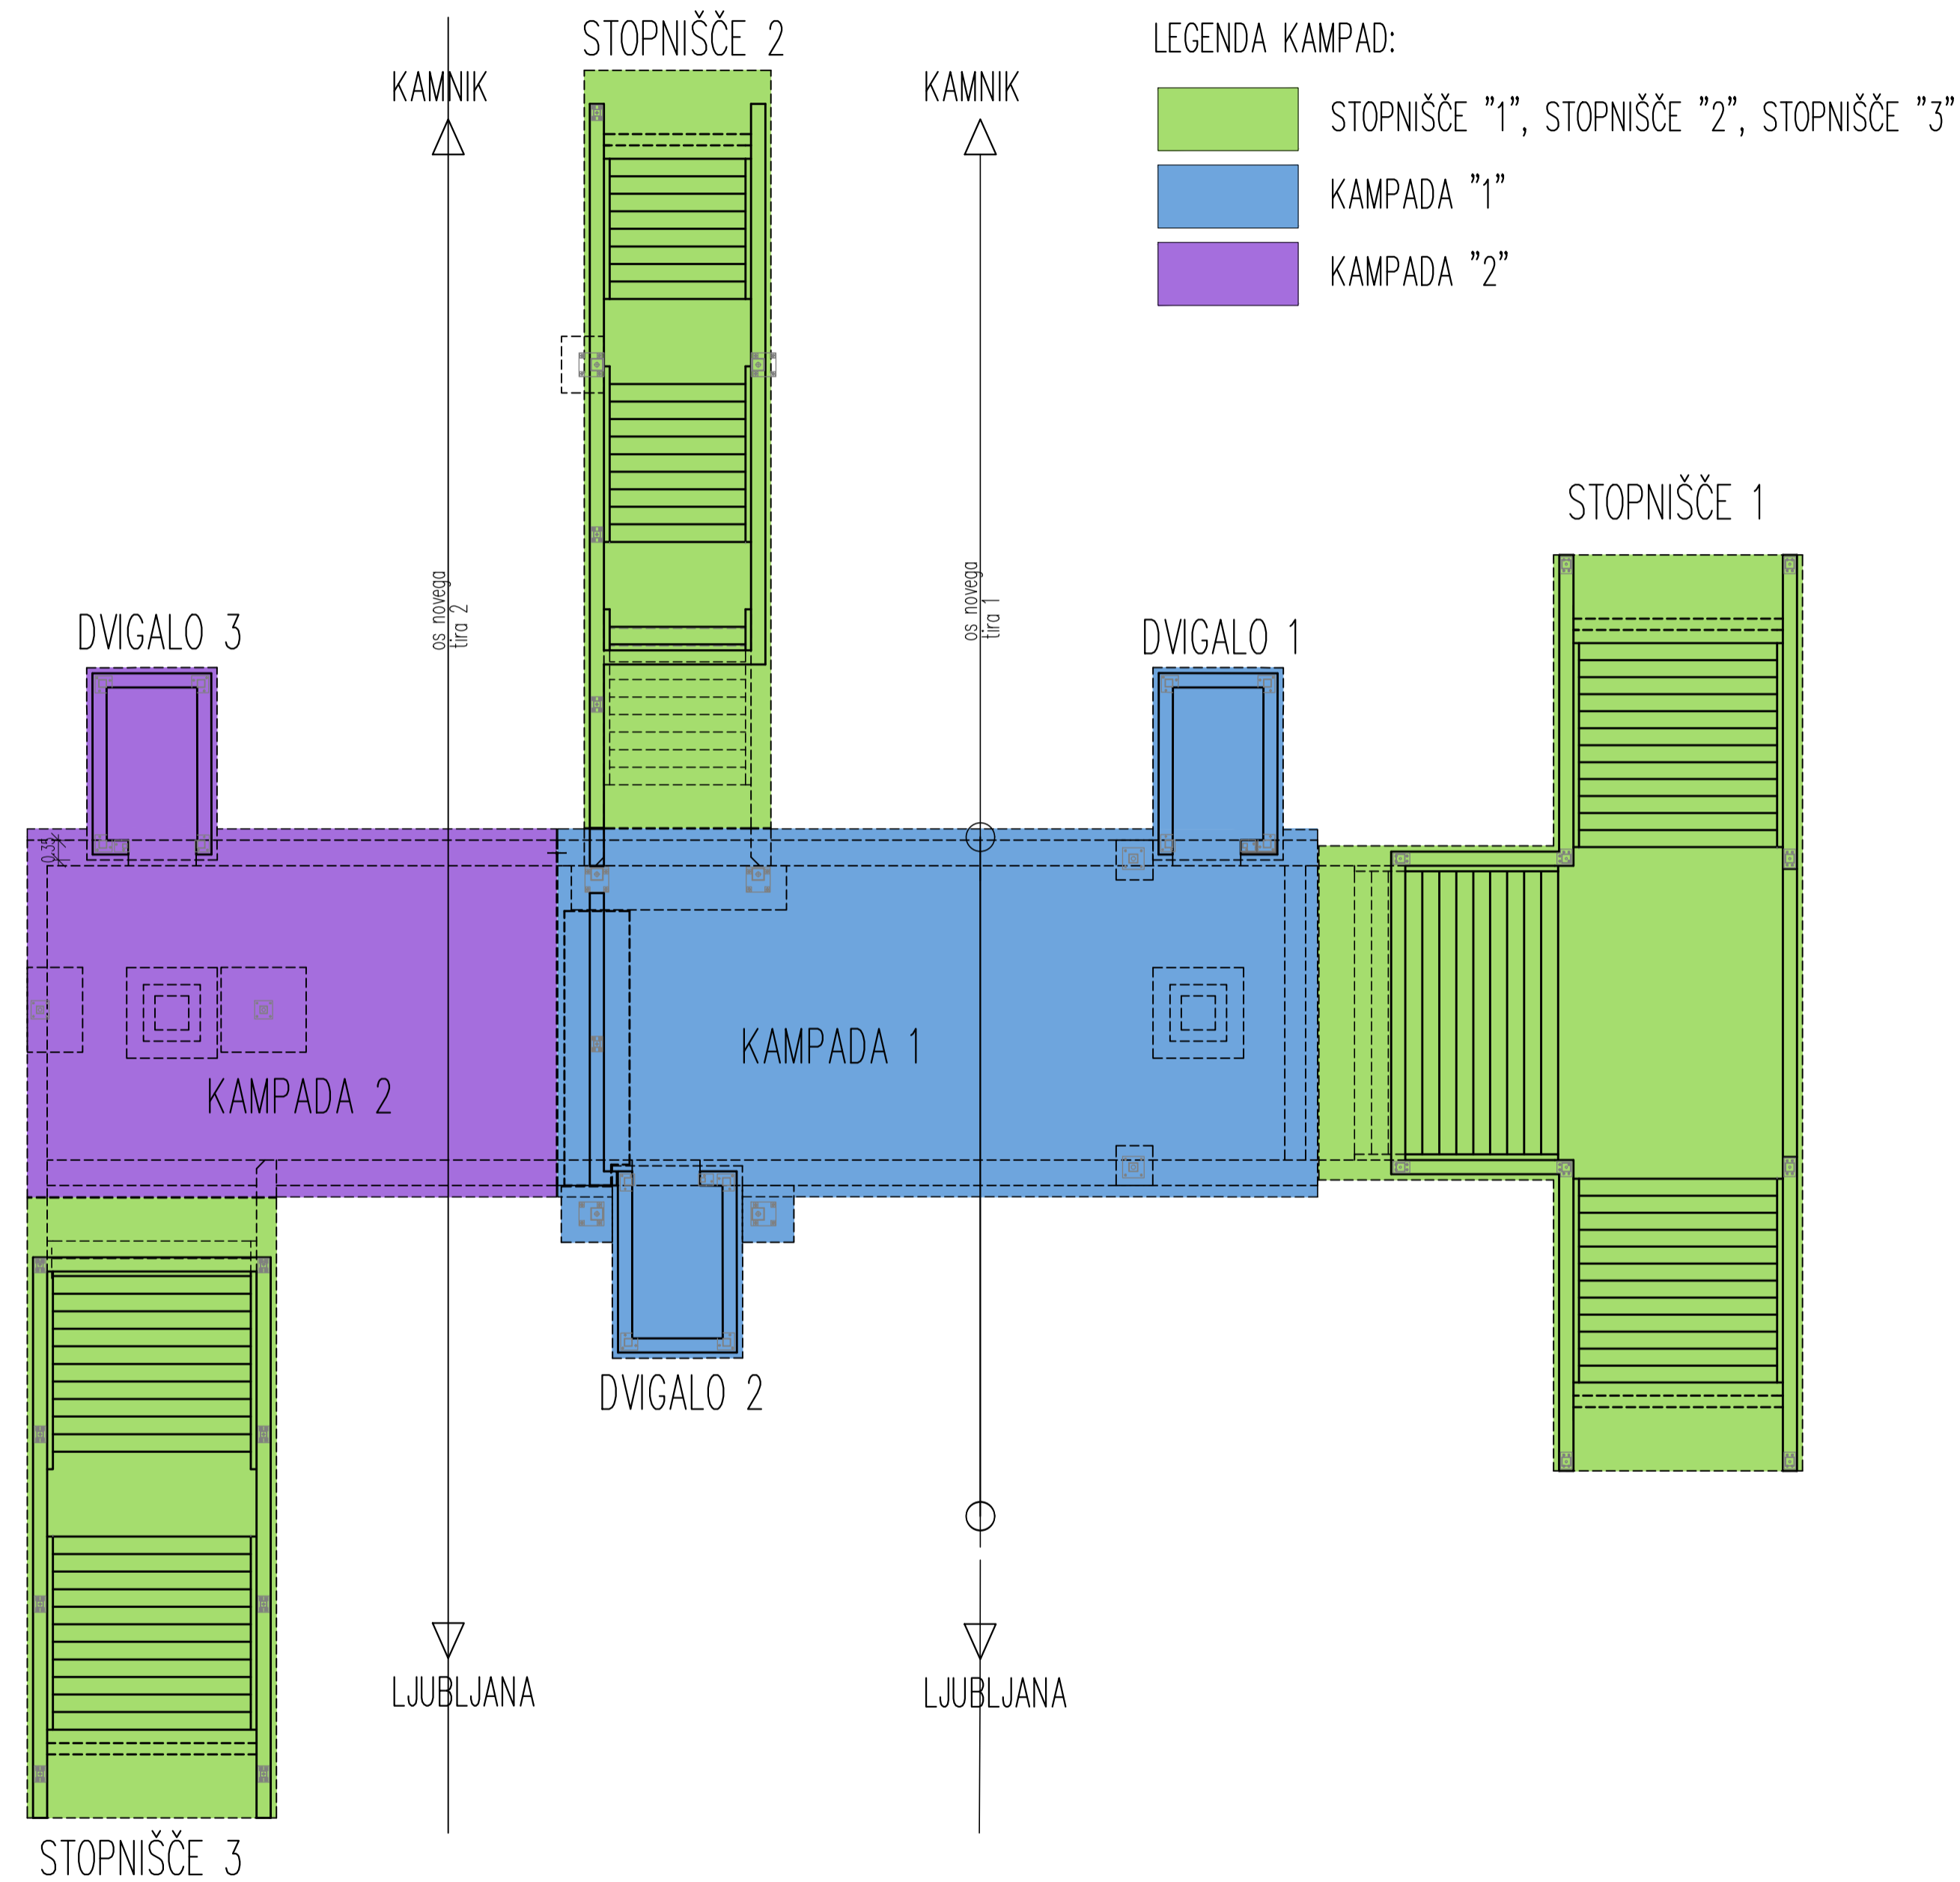 STOPNIŠČE 2
LEGENDA KAMPAD:
KAMNIK
KAMNIK
STOPNIŠČE "1", STOPNIŠČE "2", STOPNIŠČE "3"
KAMPADA "1"
KAMPADA "2"
STOPNIŠČE 1
os novega
tira 2
os novega
tira 1
DVIGALO 3
DVIGALO 1
0.35
KAMPADA 1
KAMPADA 2
DVIGALO 2
LJUBLJANA
LJUBLJANA
STOPNIŠČE 3